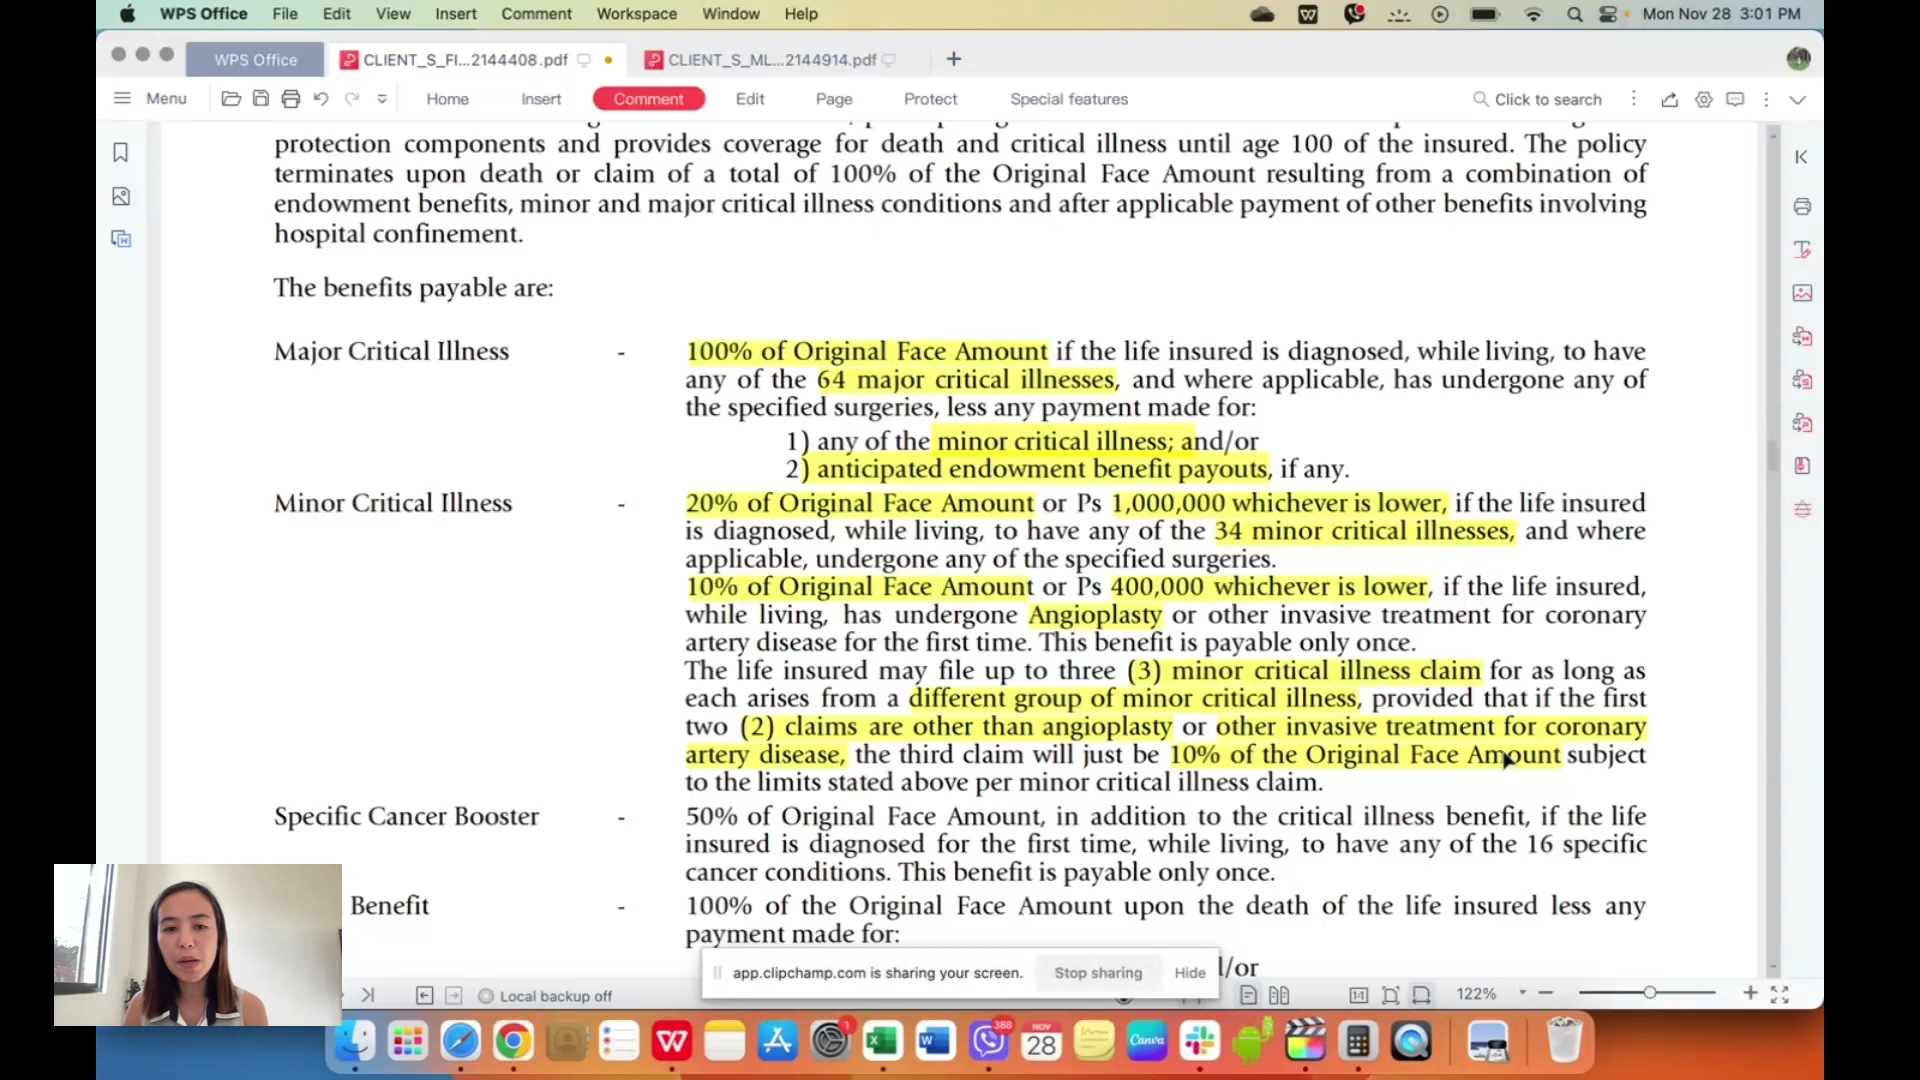 WPS Office File Edit View Insert Comment Workspace Window Help Mon Nov 28 3:01 PM
WPS Office CLIENT_S_FI...2144408.pdf CLIENT_S_ML...2144914.pdf
Menu Home Insert Comment Edit Page Protect Special features Click to search
protection components and provides coverage for death and critical illness until age 100 of the insured. The policy
terminates upon death or claim of a total of 100% of the Original Face Amount resulting from a combination of
endowment benefits, minor and major critical illness conditions and after applicable payment of other benefits involving
hospital confinement.
The benefits payable are:
Major Critical Illness - 100% of Original Face Amount if the life insured is diagnosed, while living, to have
any of the 64 major critical illnesses, and where applicable, has undergone any of
the specified surgeries, less any payment made for:
1) any of the minor critical illness; and/or
2) anticipated endowment benefit payouts, if any.
Minor Critical Illness - 20% of Original Face Amount or Ps 1,000,000 whichever is lower, if the life insured
is diagnosed, while living, to have any of the 34 minor critical illnesses, and where
applicable, undergone any of the specified surgeries.
10% of Original Face Amount or Ps 400,000 whichever is lower, if the life insured,
while living, has undergone Angioplasty or other invasive treatment for coronary
artery disease for the first time. This benefit is payable only once.
The life insured may file up to three (3) minor critical illness claim for as long as
each arises from a different group of minor critical illness, provided that if the first
two (2) claims are other than angioplasty or other invasive treatment for coronary
artery disease, the third claim will just be 10% of the Original Face Amount subject
to the limits stated above per minor critical illness claim.
Specific Cancer Booster - 50% of Original Face Amount, in addition to the critical illness benefit, if the life
insured is diagnosed for the first time, while living, to have any of the 16 specific
cancer conditions. This benefit is payable only once.
Benefit - 100% of the Original Face Amount upon the death of the life insured less any
payment made for:
/or
app.clipchamp.com is sharing your screen. Stop sharing Hide
Local backup off 122%
1 388 NOV 28 Canva